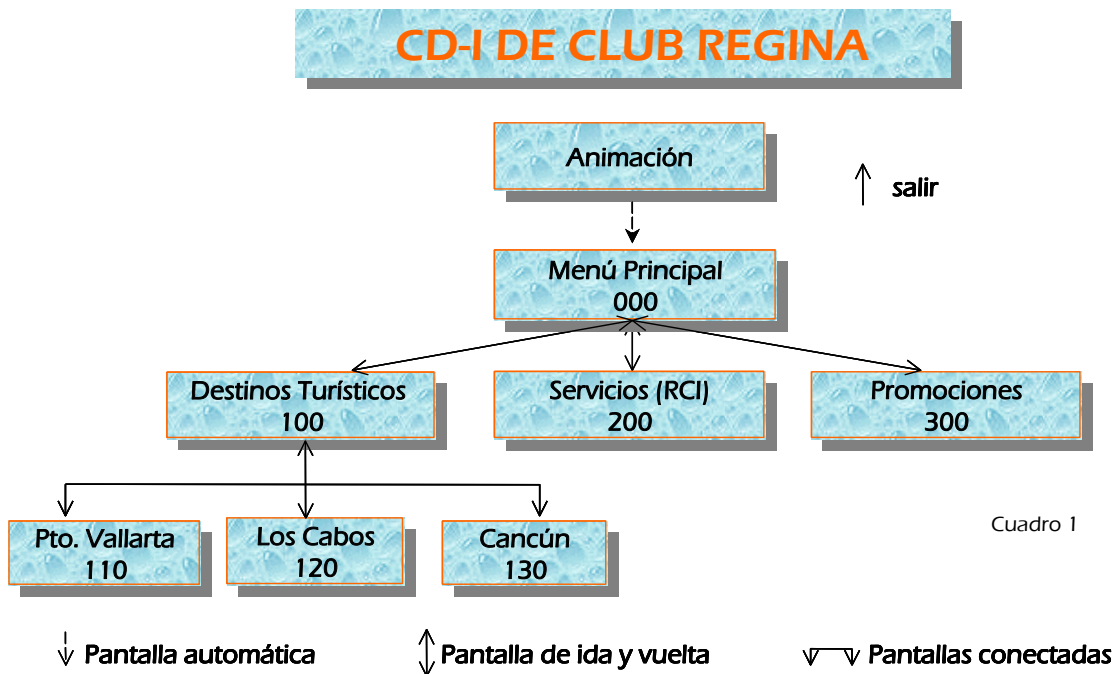 CD-I DE CLUB REGINA
Animación
salir
Menú Principal
000
Destinos Turísticos
100
Servicios (RCI)
200
Promociones
300
Pto. Vallarta
110
Los Cabos
120
Cancún
130
Cuadro 1
Pantalla automática
Pantalla de ida y vuelta
Pantallas conectadas